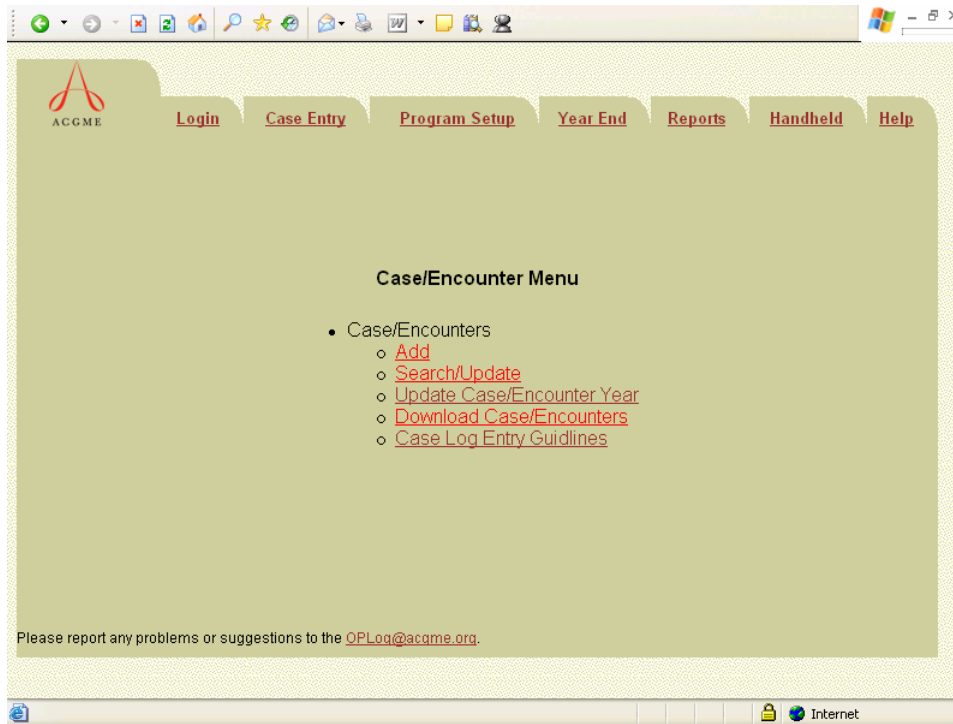 ACGME
Login Case Entry Program Setup Year End Reports Handheld Help
Case/Encounter Menu
Case/Encounters
Add
Search/Update
Update Case/Encounter Year
Download Case/Encounters
Case Log Entry Guidlines
Please report any problems or suggestions to the OPLog@acgme.org.
Internet